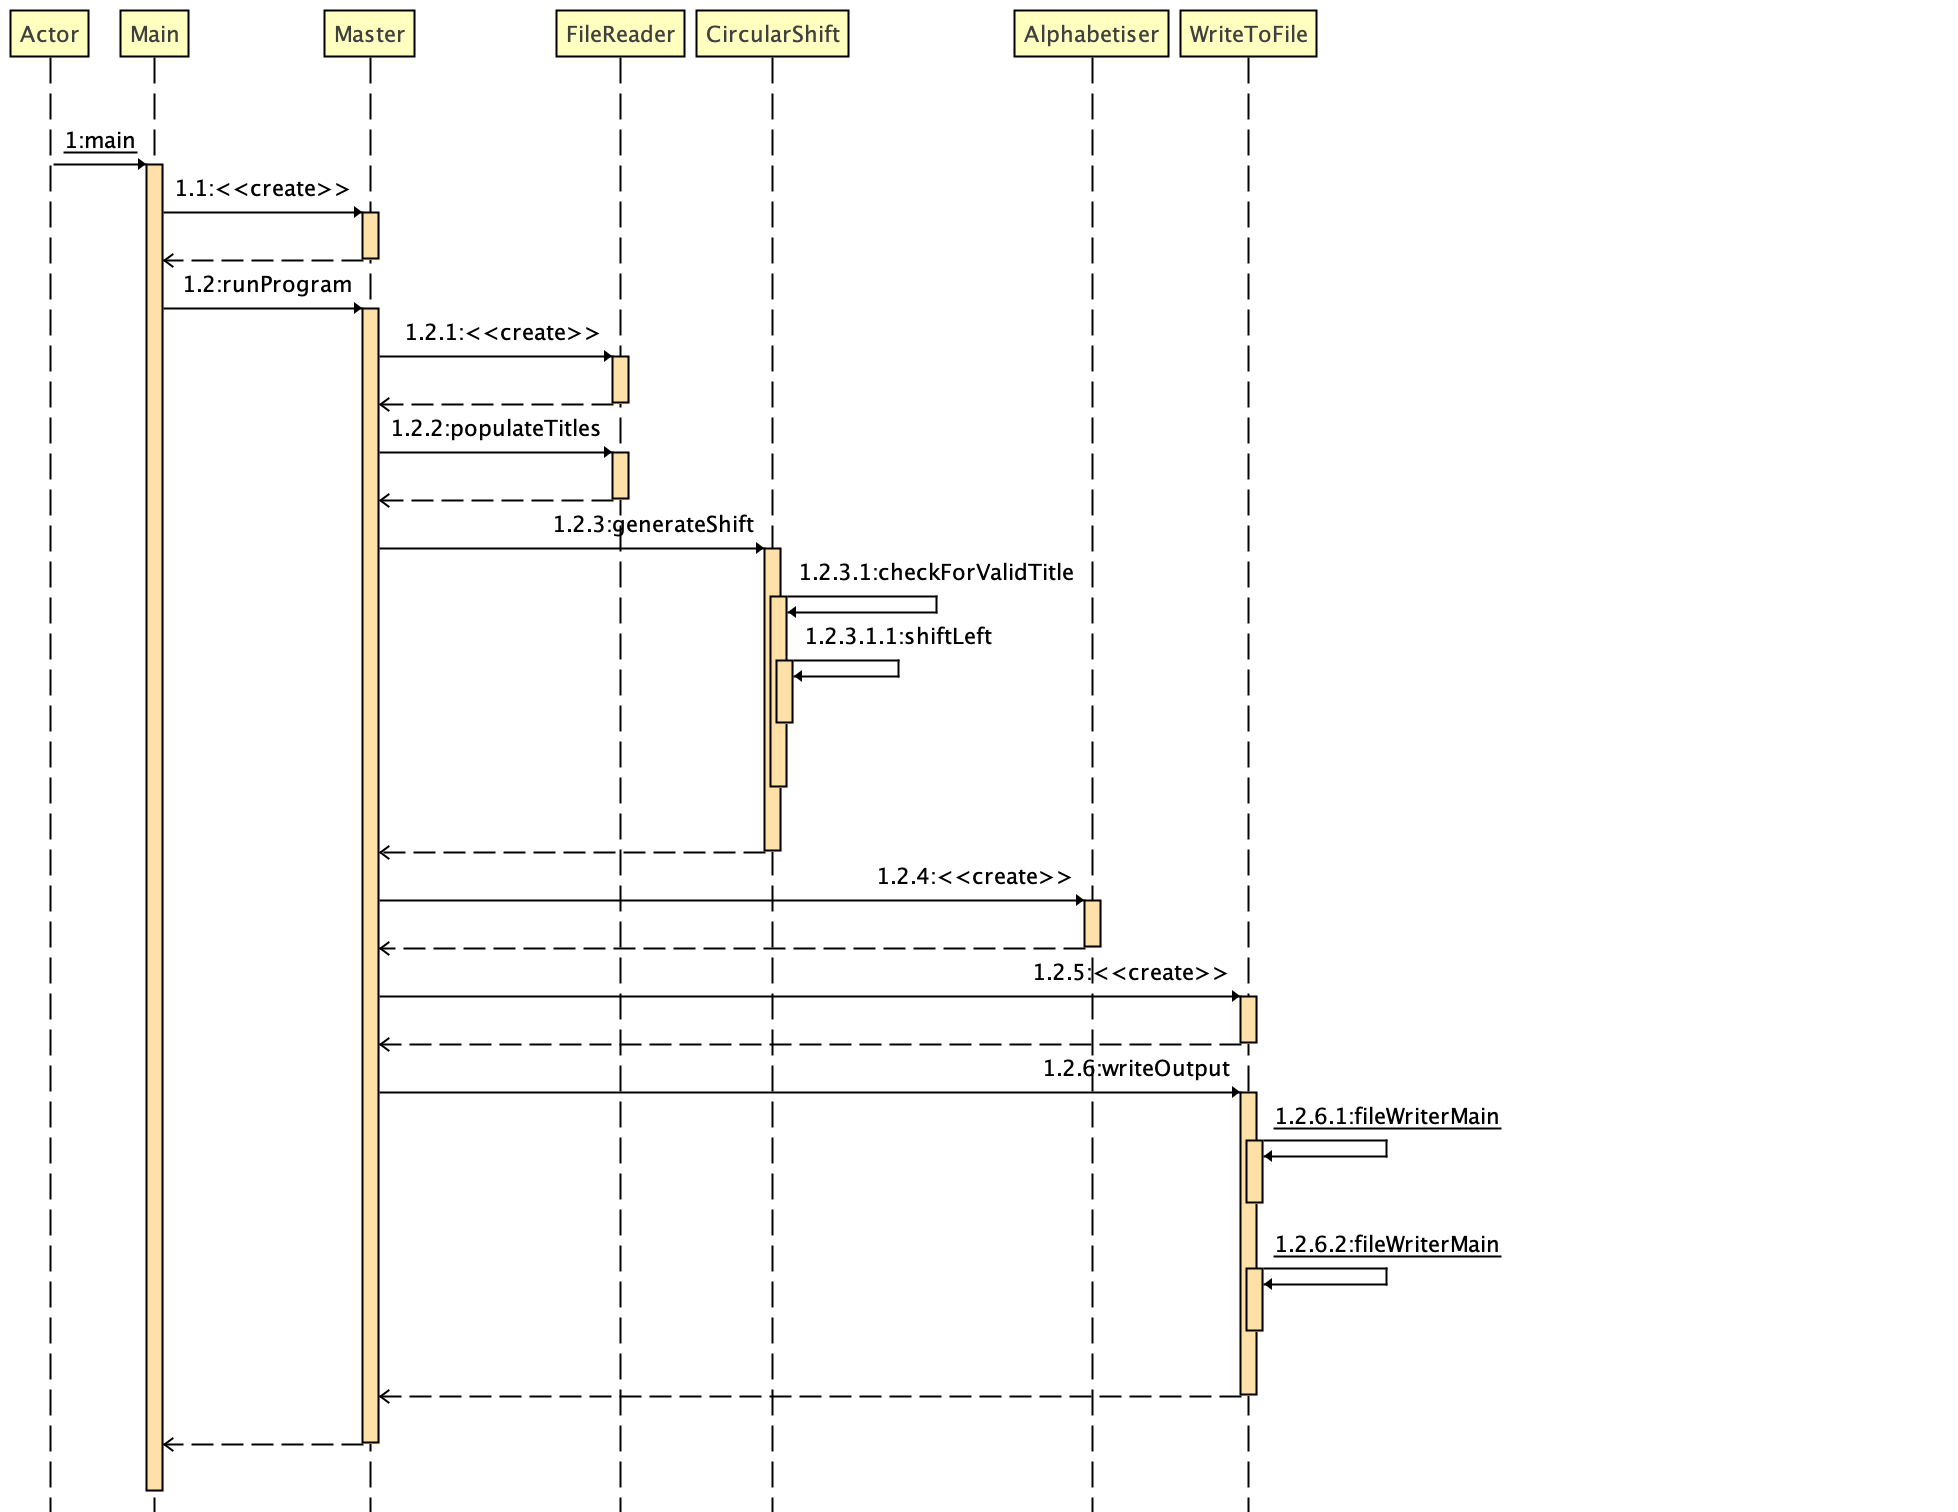 Actor Main Master FileReader CircularShift Alphabetiser WriteToFile
1:main
1.1:<<create>>
1.2:runProgram
1.2.1:<<create>>
1.2.2:populateTitles
1.2.3:generateShift
1.2.3.1:checkForValidTitle
1.2.3.1.1:shiftLeft
1.2.4:<<create>>
1.2.5:<<create>>
1.2.6:writeOutput
1.2.6.1:fileWriterMain
1.2.6.2:fileWriterMain